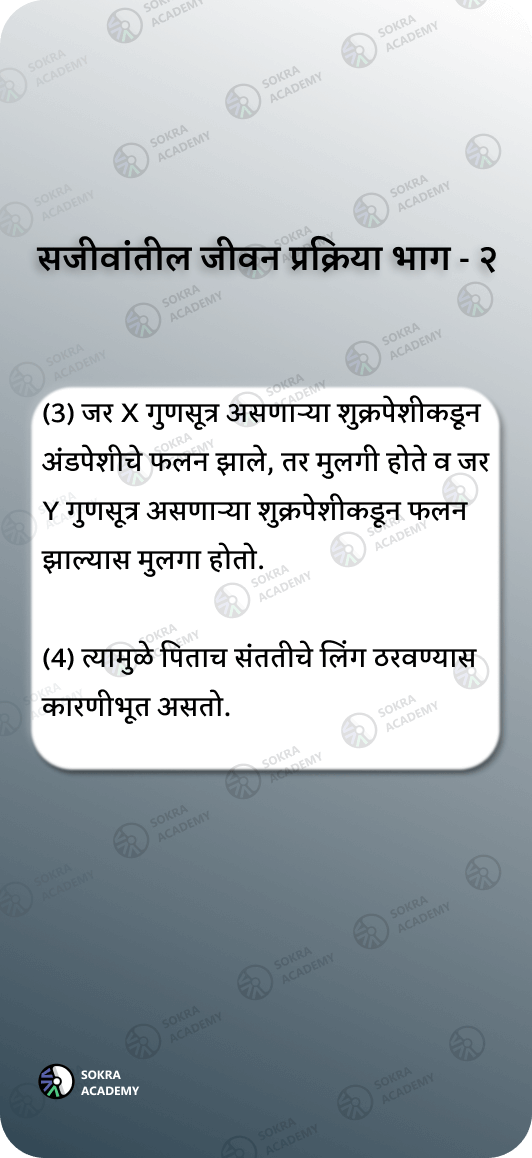 सजीवांतील जीवन प्रक्रिया भाग - २
(3) जर X गुणसूत्र असणाऱ्या शुक्रपेशीकडून
अंडपेशीचे फलन झाले, तर मुलगी होते व जर
Y गुणसूत्र असणाऱ्या शुक्रपेशीकडून फलन
झाल्यास मुलगा होतो.
(4) त्यामुळे पिताच संततीचे लिंग ठरवण्यास
कारणीभूत असतो.
SOKRA
ACADEMY